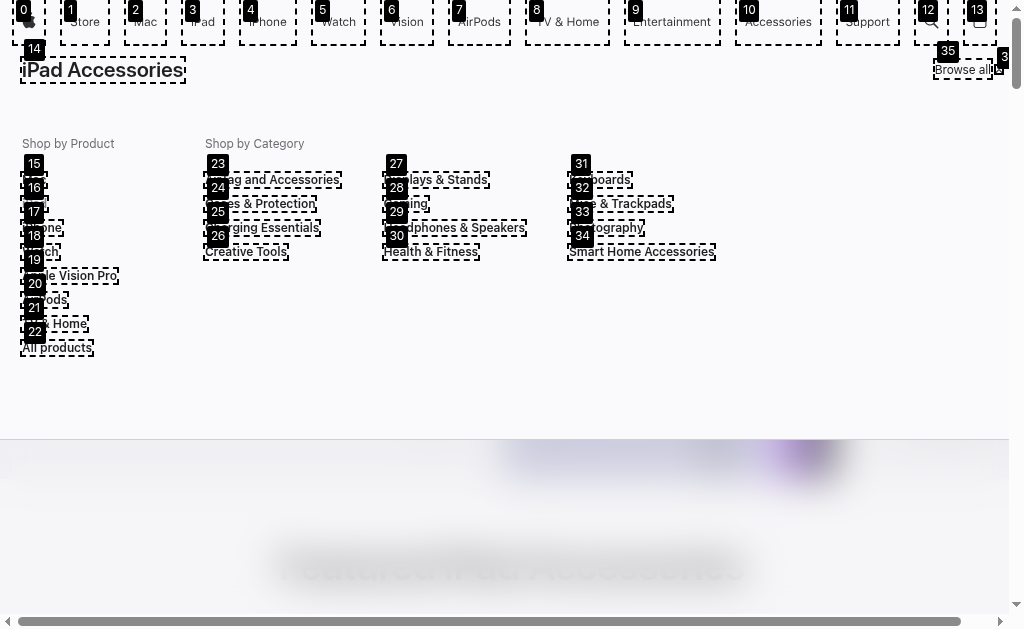 0 1 2 3 4 5 6 7 8 9 10 11 12 13
Store Mac iPad iPhone Watch Vision AirPods TV & Home Entertainment Accessories Support
14 35 3
iPad Accessories Browse all
Shop by Product Shop by Category
15 23 27 31
Airtag and Accessories Displays & Stands Keyboards
16 24 28 32
Cases & Protection Gaming Mice & Trackpads
17 25 29 33
iPhone Charging Essentials Headphones & Speakers Photography
18 26 30 34
Watch Creative Tools Health & Fitness Smart Home Accessories
19
Apple Vision Pro
20
AirPods
21
TV & Home
22
All products
Featured iPad Accessories